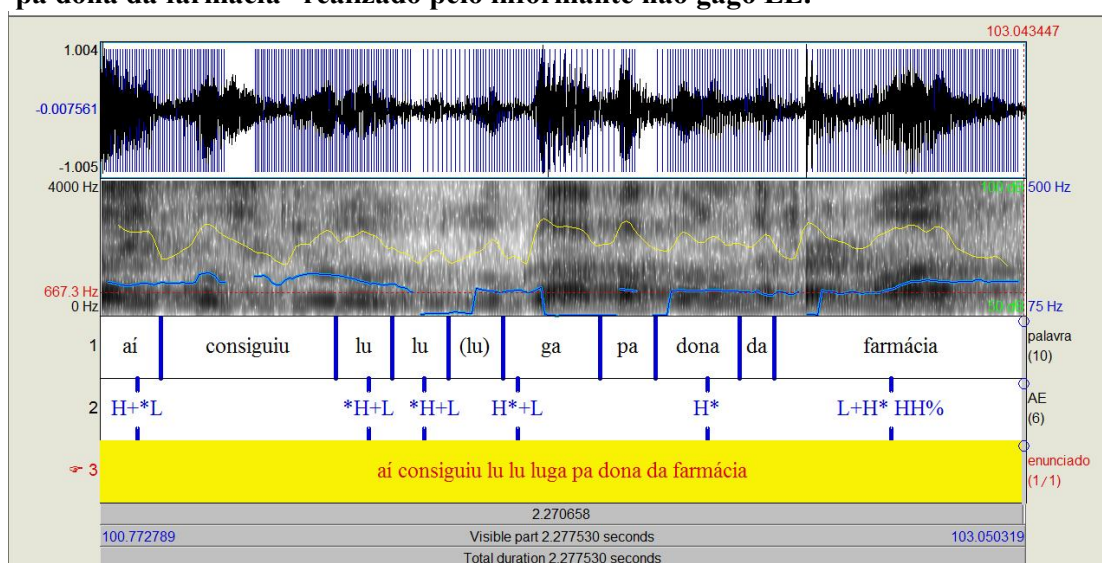 pa dona da farmácia" realizado pelo informante não gago EE.
103.043447
1.004
-0.007561
-1.005
4000 Hz
500 Hz
667.3 Hz
0 Hz
75 Hz
1 aí consiguiu lu lu (lu) ga pa dona da farmácia palavra
(10)
2 H+*L *H+L *H+L H*+L H* L+H* HH% AE
(6)
3 aí consiguiu lu lu luga pa dona da farmácia enunciado
(1/1)
2.270658
100.772789 Visible part 2.277530 seconds 103.050319
Total duration 2.277530 seconds